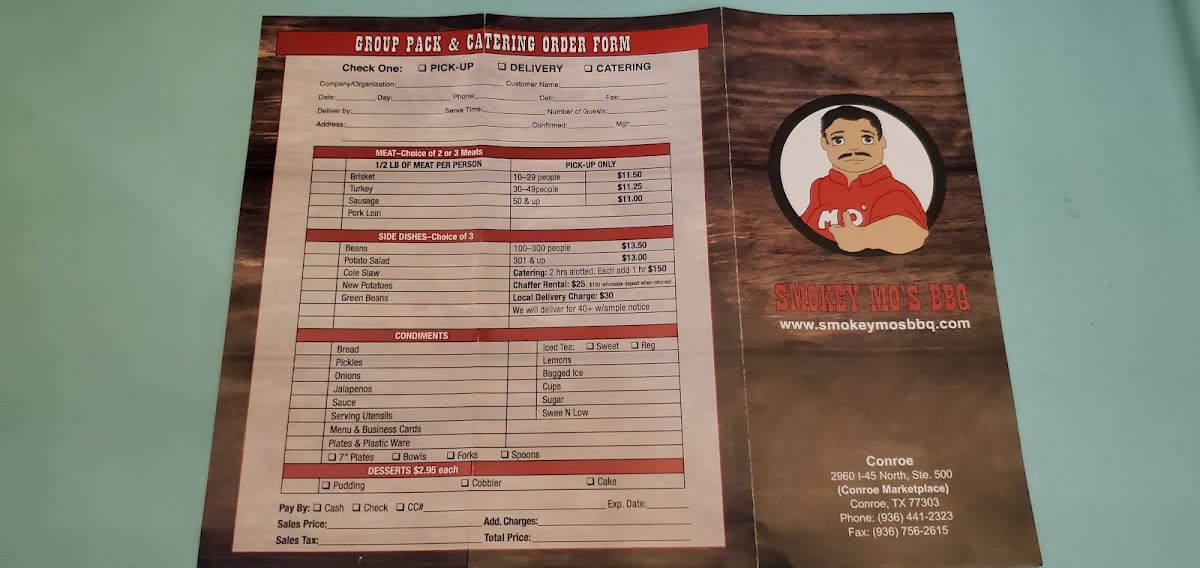 GROUP PACK & CATERING ORDER FORM
Check One: ☐ PICK-UP ☐ DELIVERY ☐ CATERING
Company/Organization: Customer Name:
Date: Day: Phone: Cell: Fax:
Deliver by: Serve Time: Number of Guests:
Address: Confirmed: Mgr:
MEAT–Choice of 2 or 3 Meats
1/2 LB OF MEAT PER PERSON PICK-UP ONLY
Brisket 10–29 people $11.50
Turkey 30–49people $11.25
Sausage 50 & up $11.00
Pork Loin
SIDE DISHES–Choice of 3
Beans 100–300 people $13.50
Potato Salad 301 & up $13.00
Cole Slaw Catering: 2 hrs alotted, Each add 1 hr $150
New Potatoes Chaffer Rental: $25. $100 refundable deposit when returned
Green Beans Local Delivery Charge: $30
We will deliver for 40+ w/ample notice
CONDIMENTS
Bread Iced Tea: ☐ Sweet ☐ Reg
Pickles Lemons
Onions Bagged Ice
Jalapenos Cups
Sauce Sugar
Serving Utensils Swee N Low
Menu & Business Cards
Plates & Plastic Ware
☐ 7" Plates ☐ Bowls ☐ Forks ☐ Spoons
DESSERTS $2.95 each
☐ Pudding ☐ Cobbler ☐ Cake
Pay By: ☐ Cash ☐ Check ☐ CC# Exp. Date:
Sales Price: Add. Charges:
Sales Tax: Total Price:
MO'
SMOKEY MO'S BBQ
www.smokeymosbbq.com
Conroe
2960 I-45 North, Ste. 500
(Conroe Marketplace)
Conroe, TX 77303
Phone: (936) 441-2323
Fax: (936) 756-2615